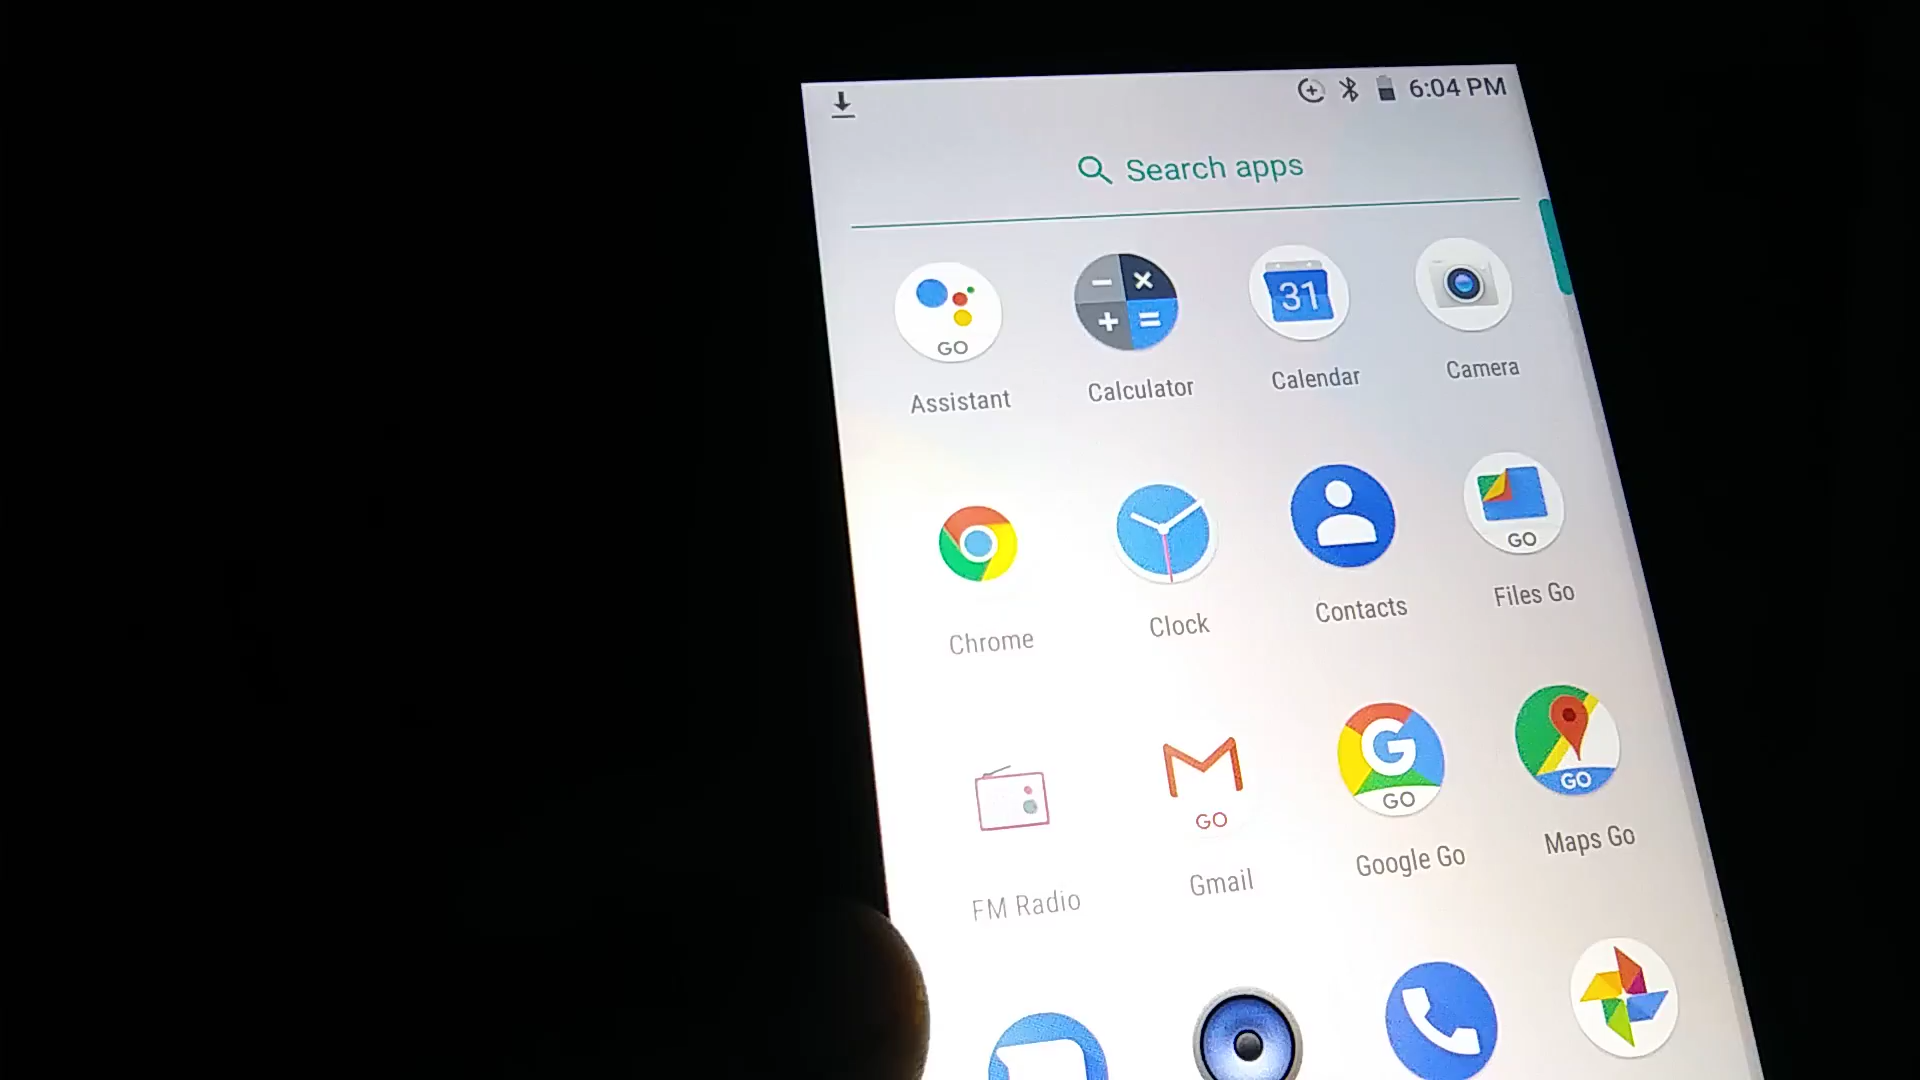 6:04 PM
Search apps
31
GO
Assistant
Calculator
Calendar
Camera
GO
Chrome
Clock
Contacts
Files Go
GO
GO
GO
FM Radio
Gmail
Google Go
Maps Go